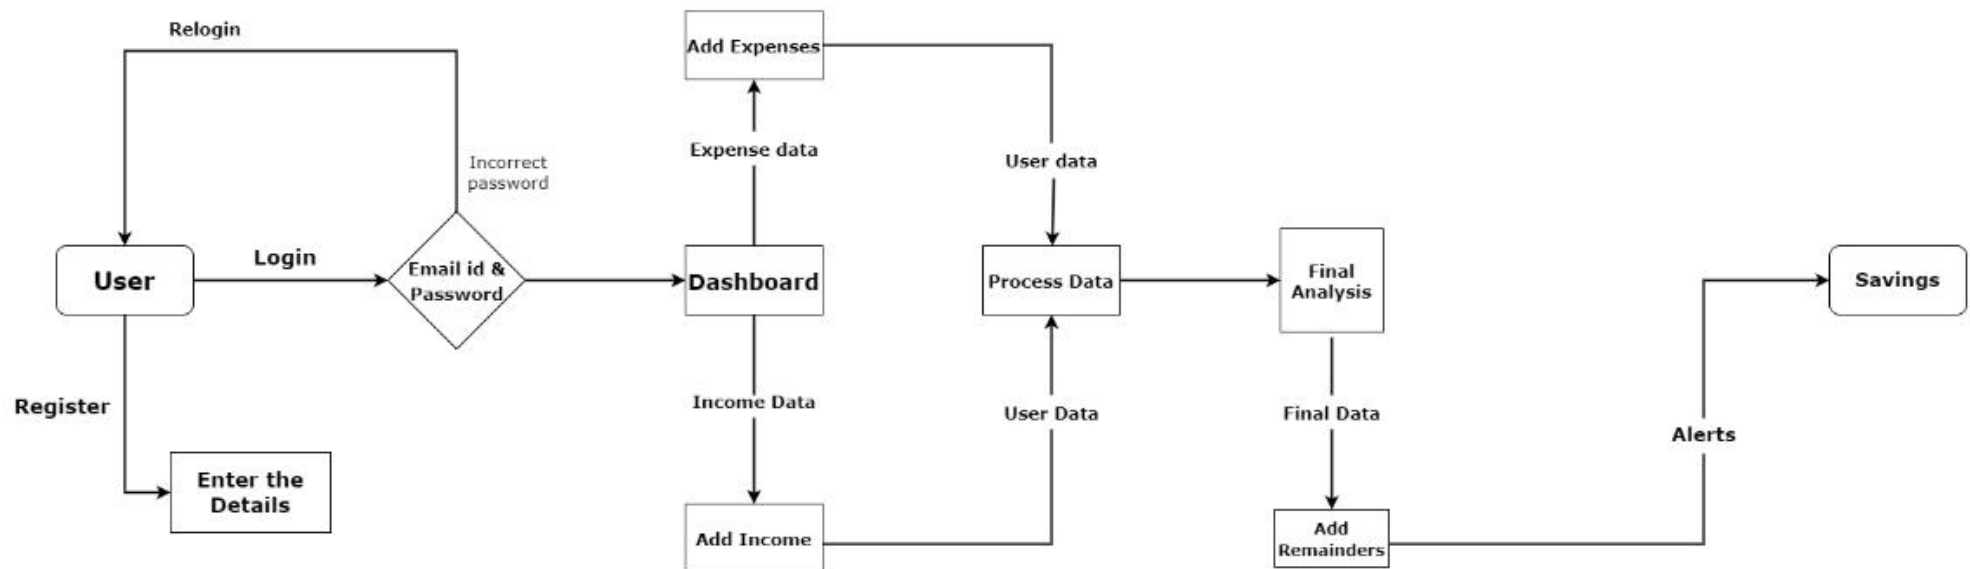 Relogin
Add Expenses
Expense data
User data
Incorrect
password
User
Login
Email id &
Password
Dashboard
Process Data
Final
Analysis
Savings
Register
Income Data
User Data
Final Data
Alerts
Enter the
Details
Add Income
Add
Remainders